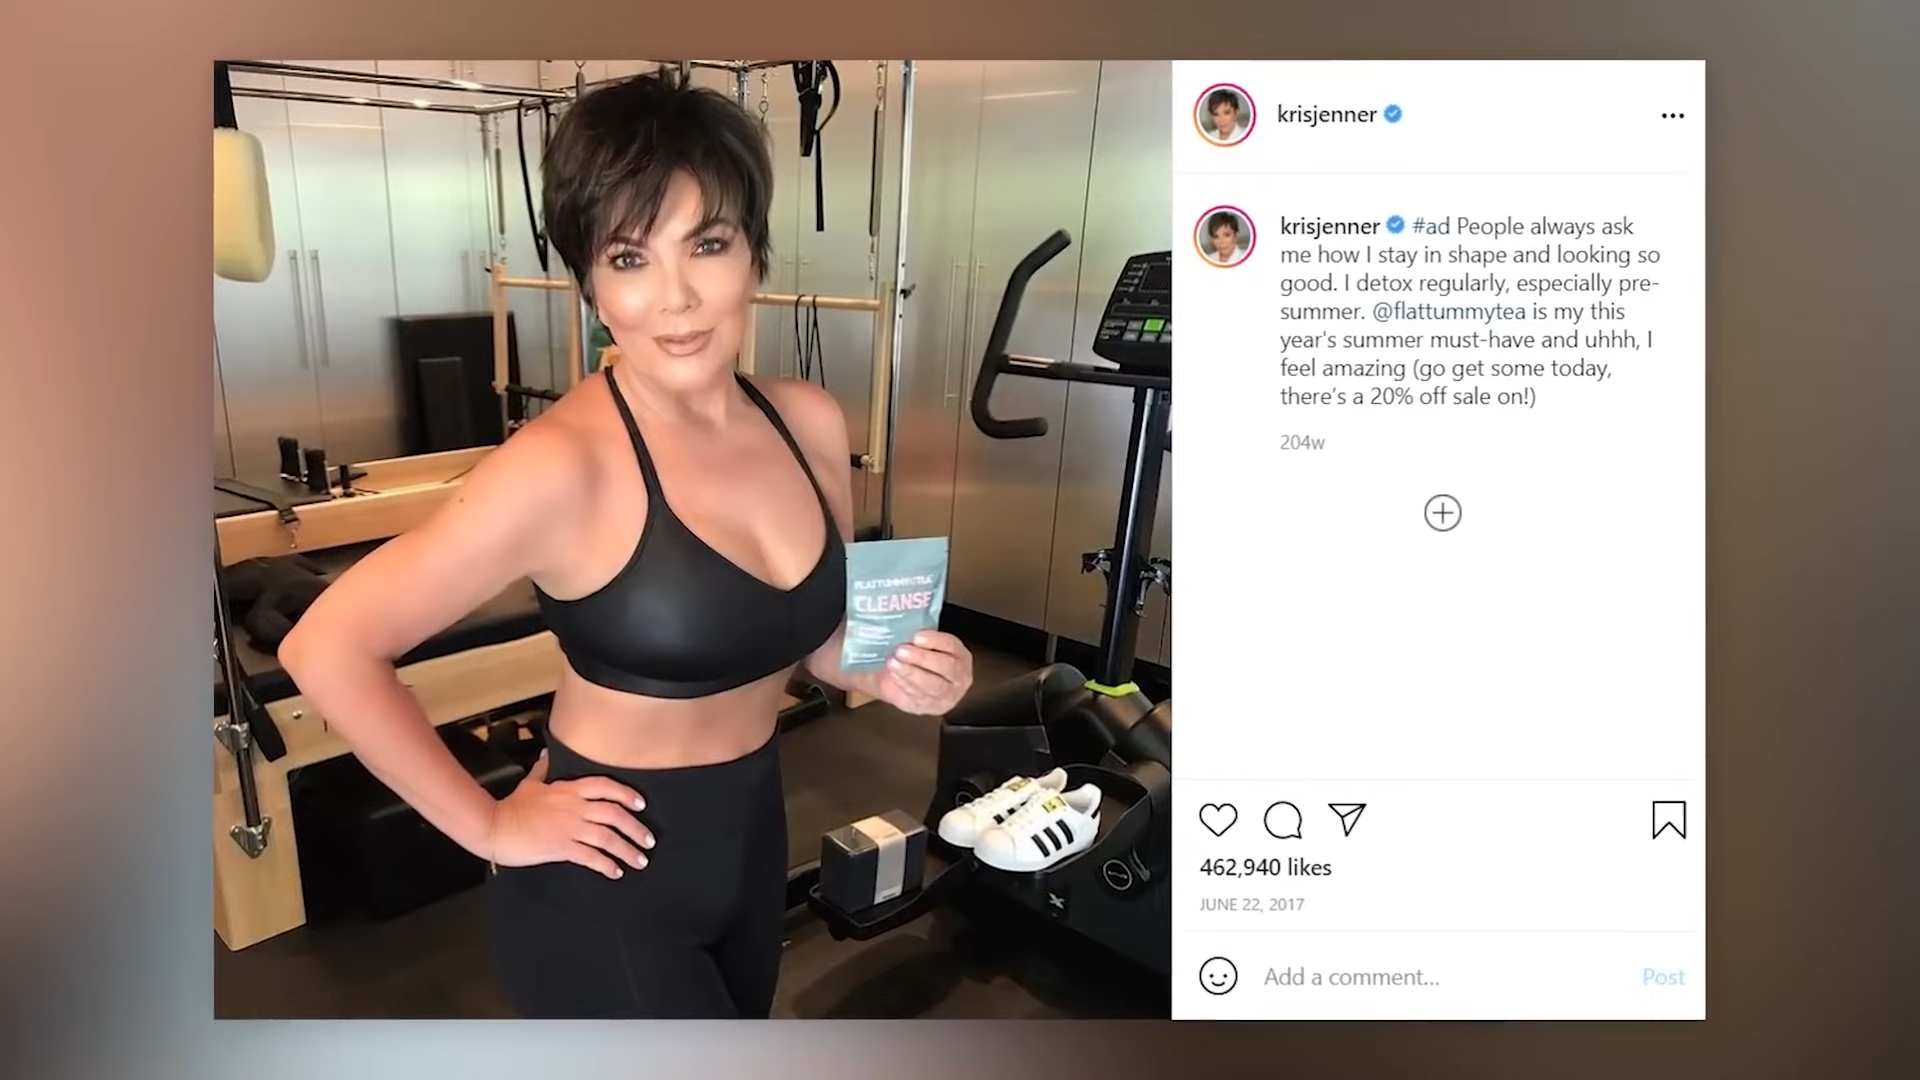 krisjenner
krisjenner #ad People always ask
me how I stay in shape and looking so
good. I detox regularly, especially pre-
summer. @flattummytea is my this
year's summer must-have and uhhh, I
feel amazing (go get some today,
there's a 20% off sale on!)
204w
FLATTUMMYTEA
CLEANSE
462,940 likes
JUNE 22, 2017
Add a comment...
Post